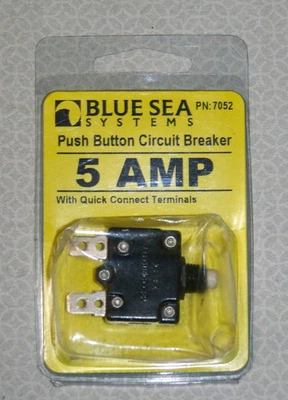 BLUE SEA PN:7052
SYSTEMS
Push Button Circuit Breaker
5 AMP
With Quick Connect Terminals